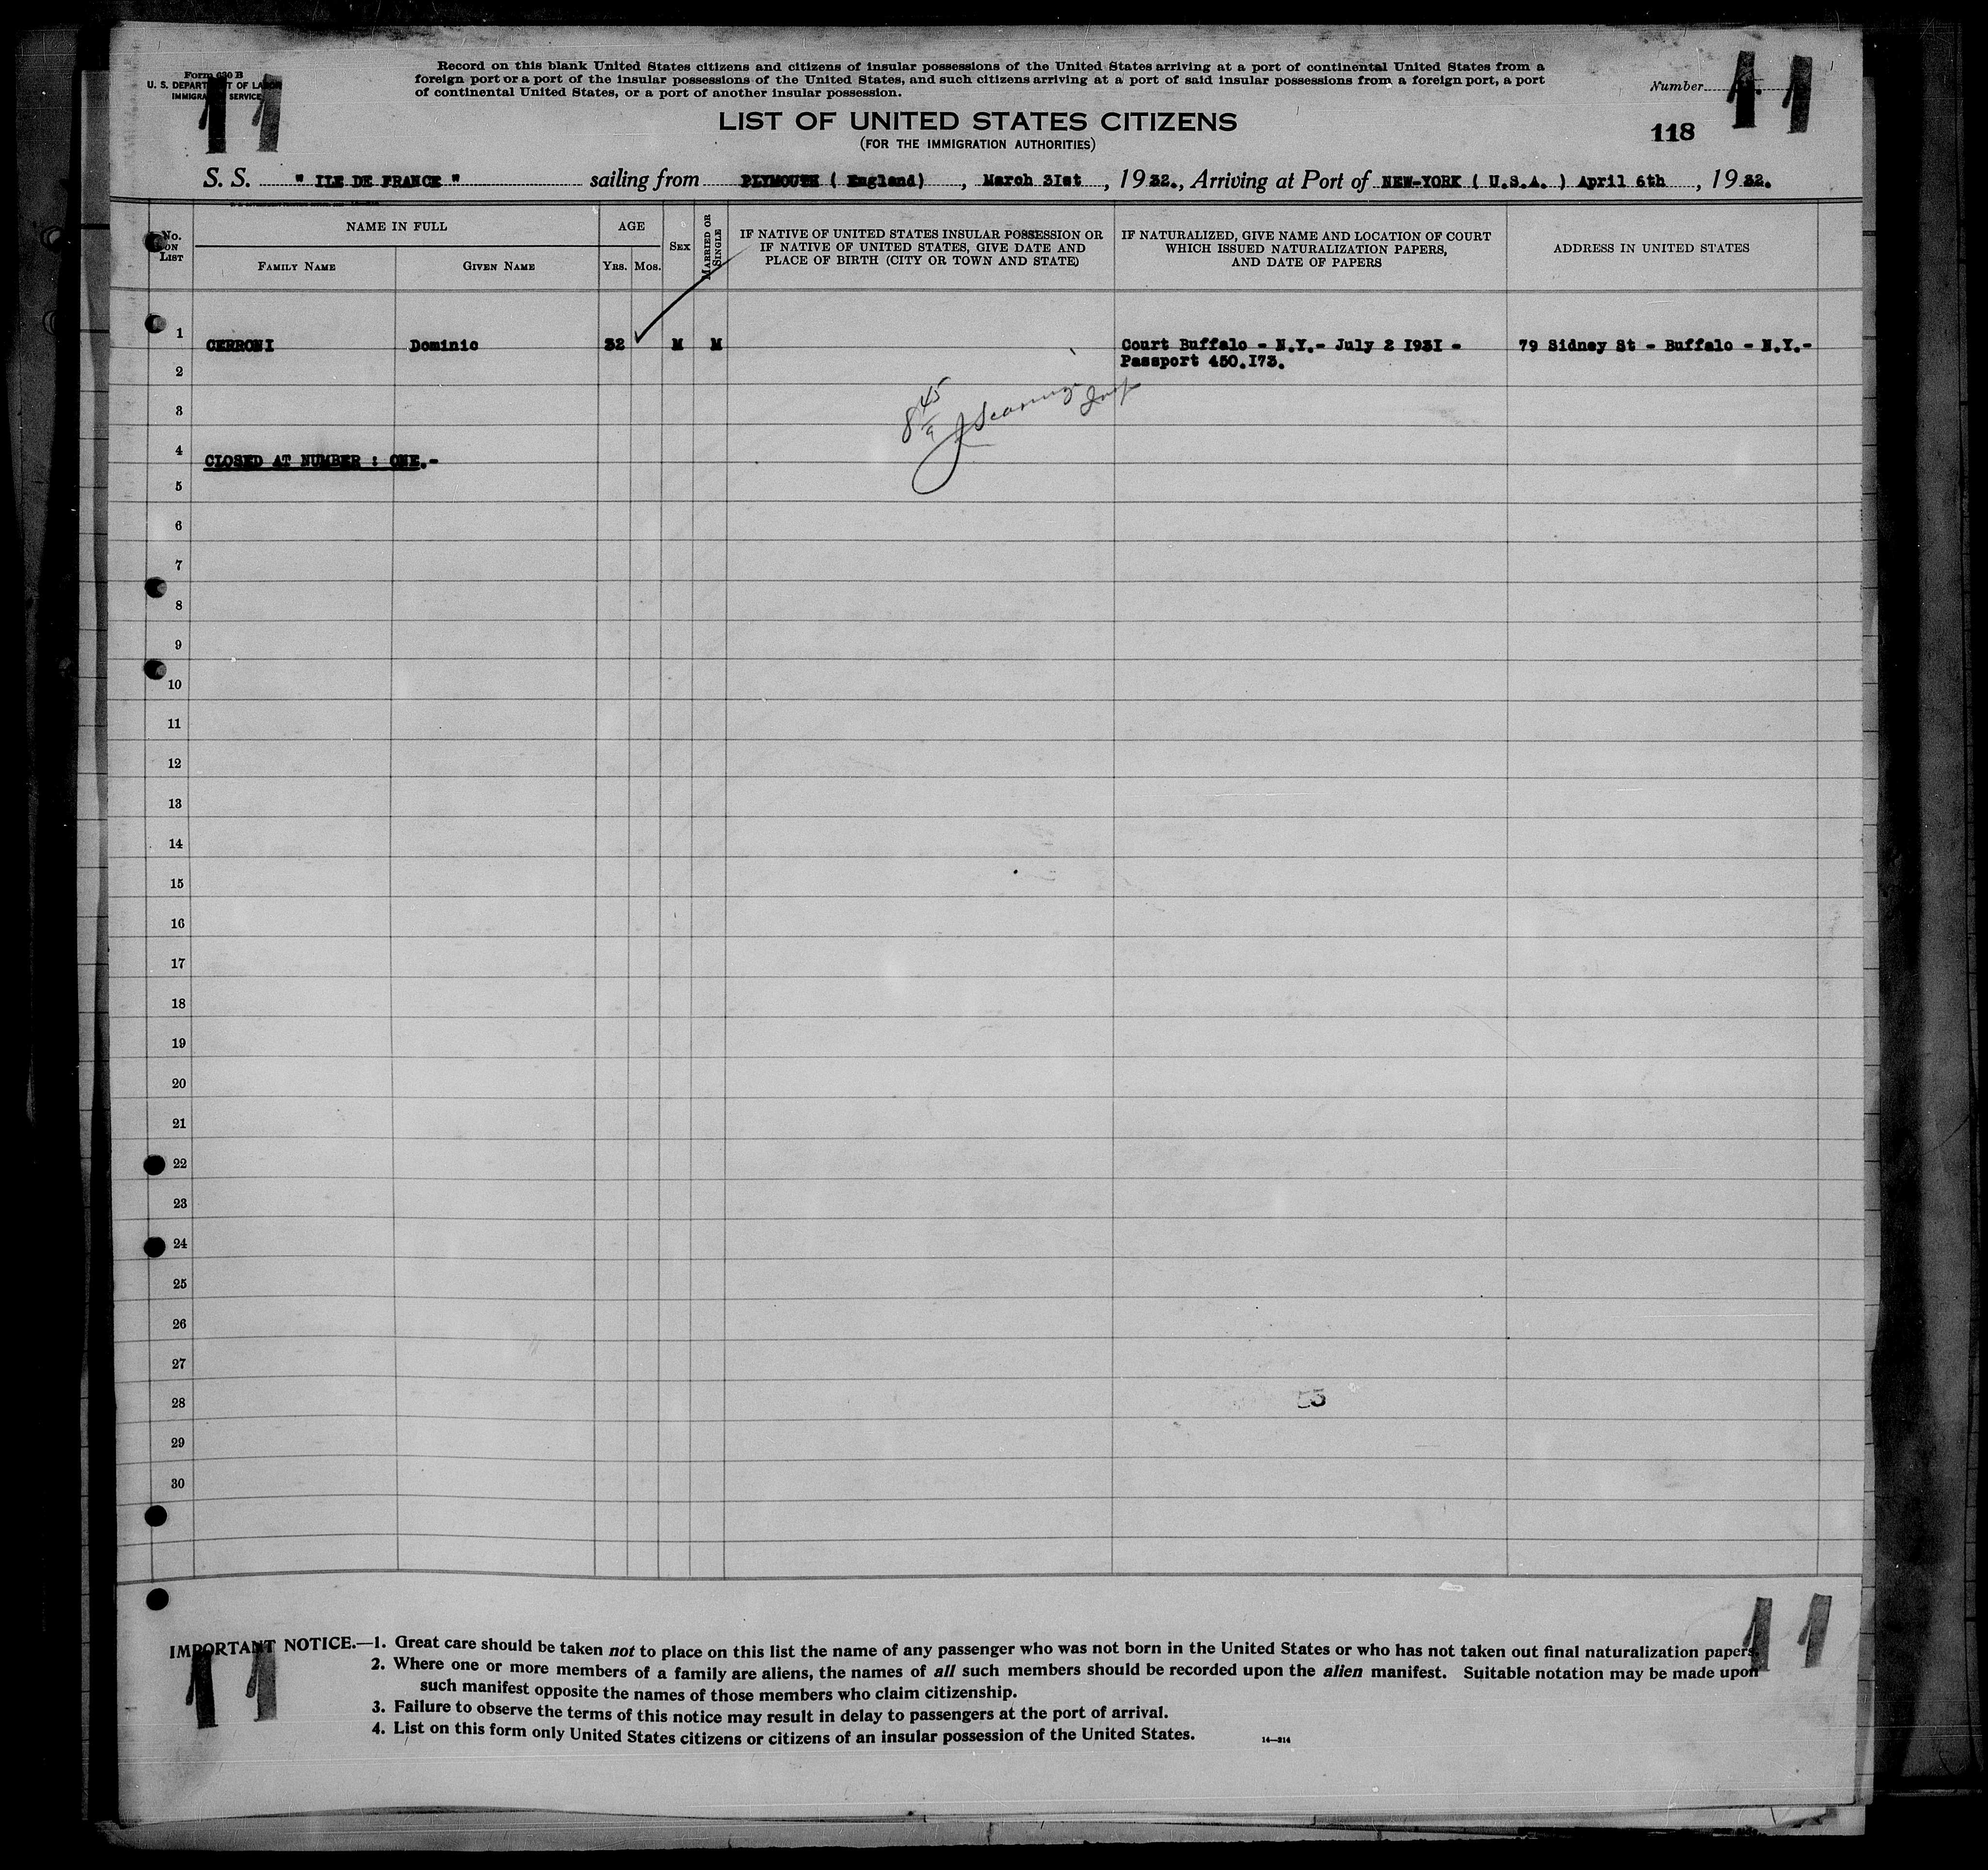 Form 630 B
U. S. DEPARTMENT OF LABOR
IMMIGRATION SERVICE
Record on this blank United States citizens and citizens of insular possessions of the United States arriving at a port of continental United States from a
foreign port or a port of the insular possessions of the United States, and such citizens arriving at a port of said insular possessions from a foreign port, a port
of continental United States, or a port of another insular possession.
Number
11
11
LIST OF UNITED STATES CITIZENS
(FOR THE IMMIGRATION AUTHORITIES)
118
S. S. " ILE DE FRANCE " sailing from PLYMOUTH ( England) , March 3Ist , 1932., Arriving at Port of NEW-YORK ( U.S.A. ) April 6th , 1932.
No. ON LIST
NAME IN FULL
FAMILY NAME
GIVEN NAME
AGE
YRS.
MOS.
SEX
MARRIED OR SINGLE
IF NATIVE OF UNITED STATES INSULAR POSSESSION OR
IF NATIVE OF UNITED STATES, GIVE DATE AND
PLACE OF BIRTH (CITY OR TOWN AND STATE)
IF NATURALIZED, GIVE NAME AND LOCATION OF COURT
WHICH ISSUED NATURALIZATION PAPERS,
AND DATE OF PAPERS
ADDRESS IN UNITED STATES
1 CERRONI Dominic 32 M M Court Buffalo - N.Y.- July 2 I93I - 79 Sidney St - Buffalo - N.Y.-
Passport 450.I73.
2
3
8 45/9
4
CLOSED AT NUMBER : ONE.-
5
6
7
8
9
10
11
12
13
14
15
16
17
18
19
20
21
22
23
24
25
26
27
28
55
29
30
IMPORTANT NOTICE.—1. Great care should be taken not to place on this list the name of any passenger who was not born in the United States or who has not taken out final naturalization papers.
2. Where one or more members of a family are aliens, the names of all such members should be recorded upon the alien manifest. Suitable notation may be made upon
such manifest opposite the names of those members who claim citizenship.
3. Failure to observe the terms of this notice may result in delay to passengers at the port of arrival.
4. List on this form only United States citizens or citizens of an insular possession of the United States.
14—314
11
11